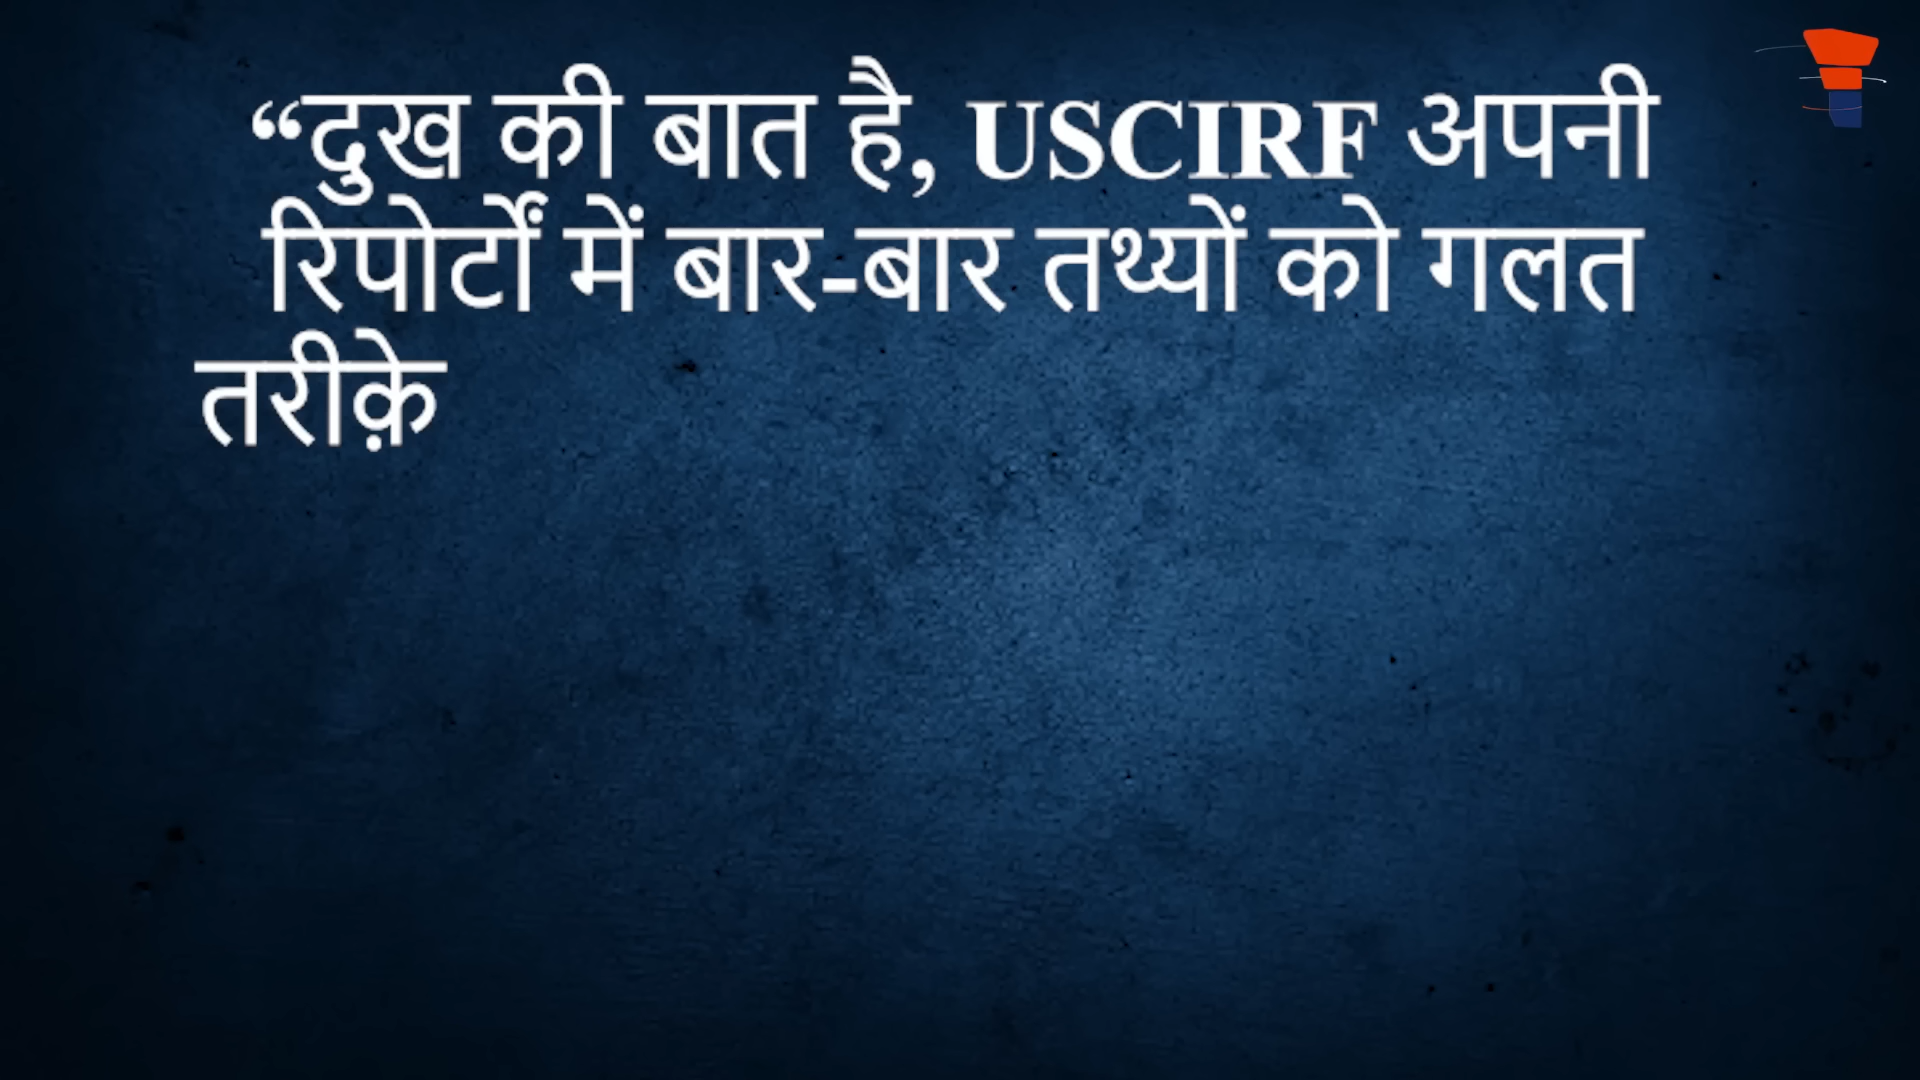 “दुख की बात है, USCIRF अपनी
रिपोर्टों में बार-बार तथ्यों को गलत
तरीक़े